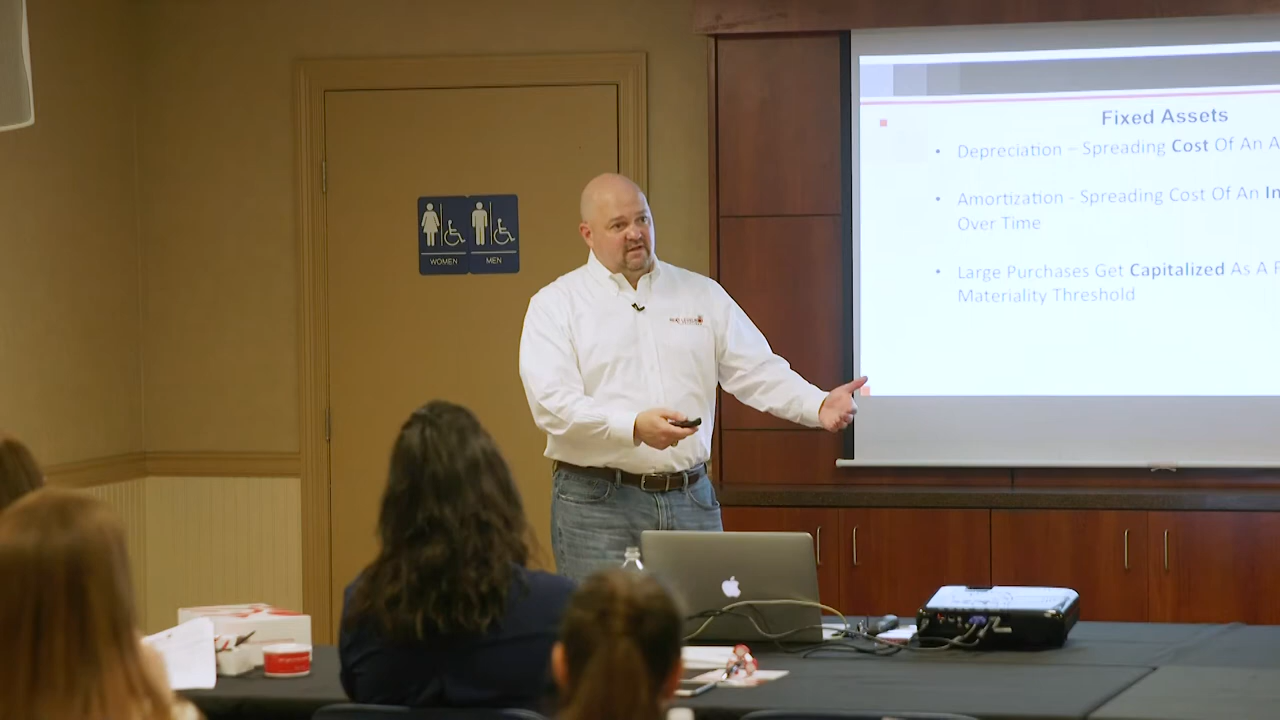 Fixed Assets
• Depreciation – Spreading Cost Of An A
• Amortization - Spreading Cost Of An In
Over Time
• Large Purchases Get Capitalized As A F
Materiality Threshold
WOMEN
MEN